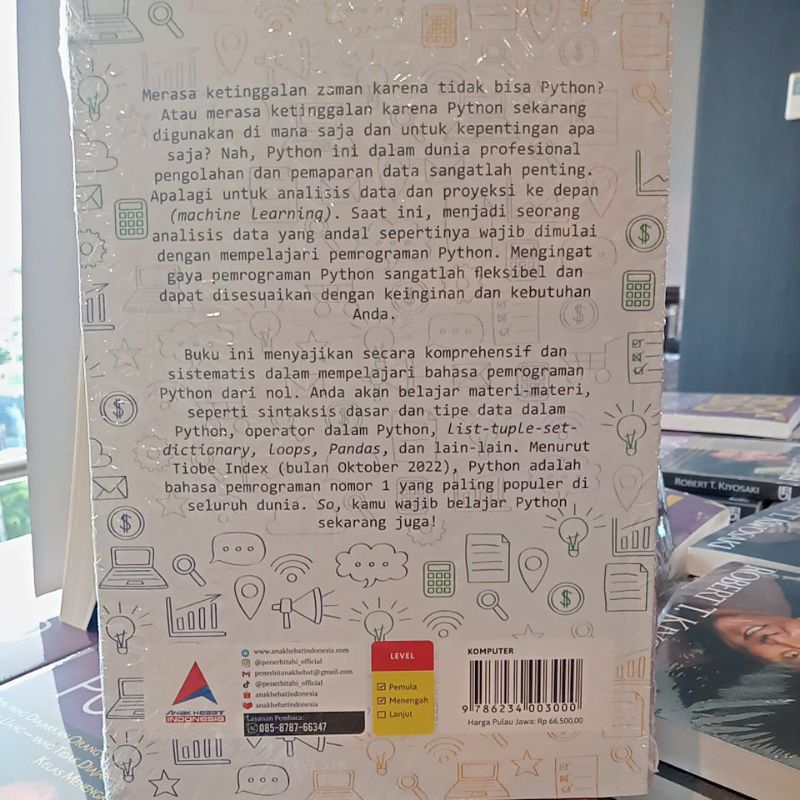 Merasa ketinggalan zaman karena tidak bisa Python?
Atau merasa ketinggalan karena Python sekarang
digunakan di mana saja dan untuk kepentingan apa
saja? Nah, Python ini dalam dunia profesional
pengolahan dan pemaparan data sangatlah penting.
Apalagi untuk analisis data dan proyeksi ke depan
(machine learning). Saat ini, menjadi seorang
analisis data yang andal sepertinya wajib dimulai
dengan mempelajari pemrograman Python. Mengingat
gaya pemrograman Python sangatlah fleksibel dan
dapat disesuaikan dengan keinginan dan kebutuhan
Anda.
Buku ini menyajikan secara komprehensif dan
sistematis dalam mempelajari bahasa pemrograman
Python dari nol. Anda akan belajar materi-materi,
seperti sintaksis dasar dan tipe data dalam
Python, operator dalam Python, list-tuple-set-
dictionary, Loops, Pandas, dan lain-lain. Menurut
Tiobe Index (bulan Oktober 2022), Python adalah
bahasa pemrograman nomor 1 yang paling populer di
seluruh dunia. So, kamu wajib belajar Python
sekarang juga!
ANAK HEBAT
INDONESIA
www.anakhebatindonesia.com
@penerbitahi_official
penerbitanakhebat@gmail.com
@penerbitahi_official
anakhebatindonesia
anakhebatindonesia
Layanan Pembaca:
085-8787-66347
LEVEL
Pemula
Menengah
Lanjut
KOMPUTER
9 786234 003000
Harga Pulau Jawa: Rp 66.500,00
ROBERT T. KIYOSAKI